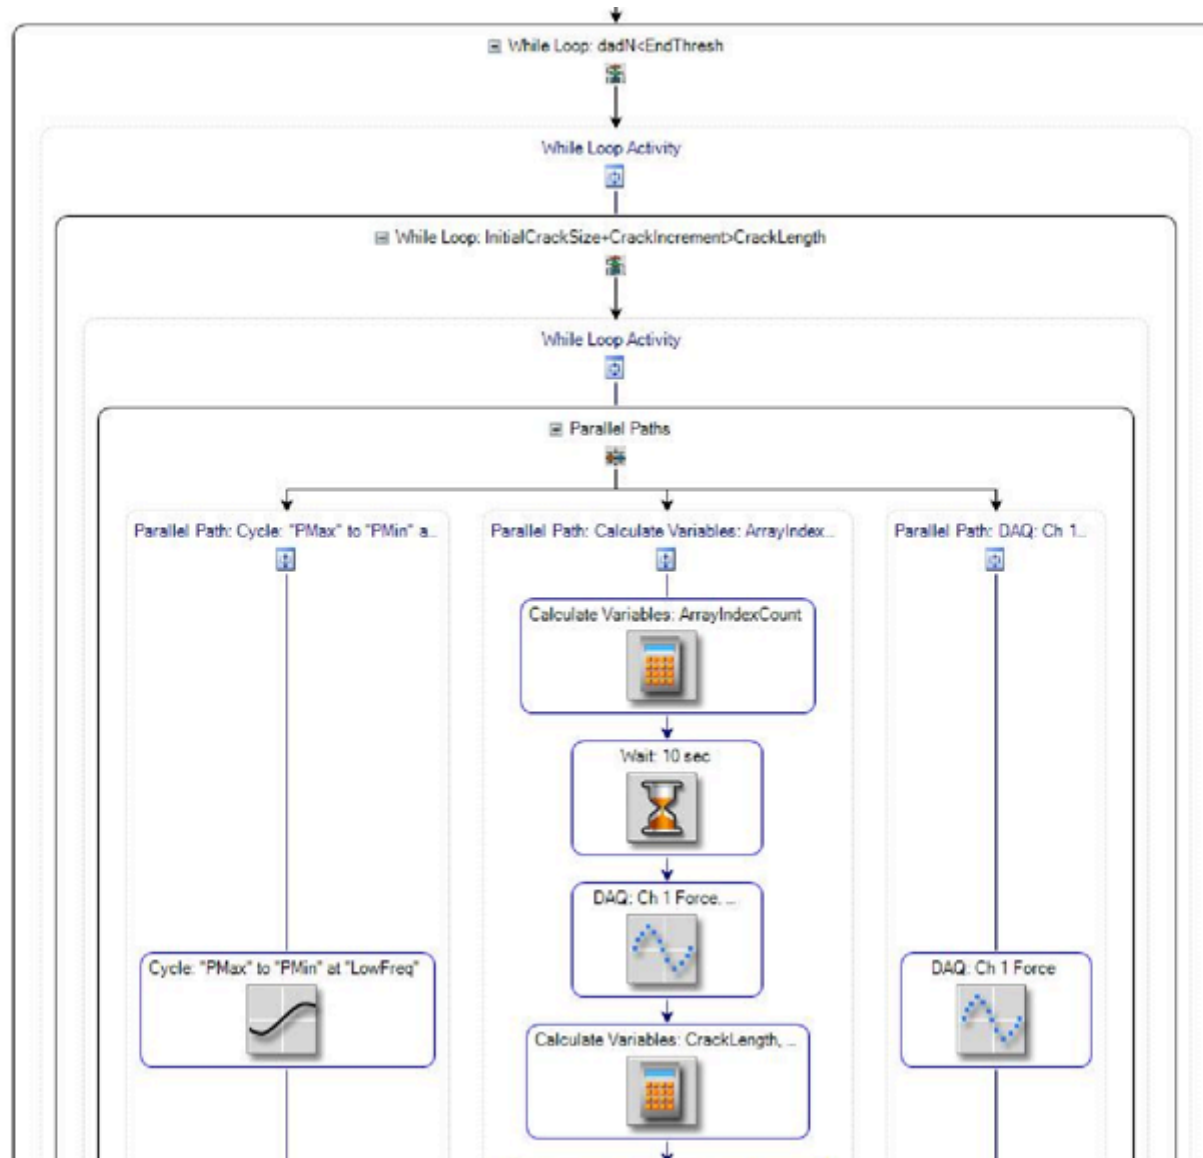 While Loop: dadN<EndThresh
While Loop Activity
While Loop: InitialCrackSize+CrackIncrement>CrackLength
While Loop Activity
Parallel Paths
Parallel Path: Cycle: "PMax" to "PMin" a...
Parallel Path: Calculate Variables: ArrayIndex...
Parallel Path: DAQ: Ch 1...
Calculate Variables: ArrayIndexCount
Wait: 10 sec
DAQ: Ch 1 Force, ...
Cycle: "PMax" to "PMin" at "LowFreq"
DAQ: Ch 1 Force
Calculate Variables: CrackLength, ...